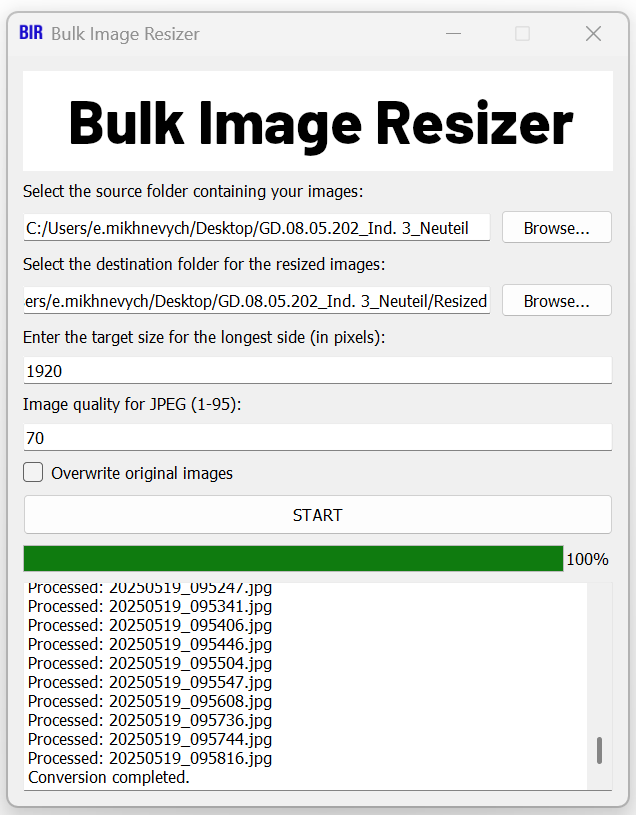 BIR Bulk Image Resizer
Bulk Image Resizer
Select the source folder containing your images:
C:/Users/e.mikhnevych/Desktop/GD.08.05.202_Ind. 3_Neuteil Browse...
Select the destination folder for the resized images:
ers/e.mikhnevych/Desktop/GD.08.05.202_Ind. 3_Neuteil/Resized Browse...
Enter the target size for the longest side (in pixels):
1920
Image quality for JPEG (1-95):
70
Overwrite original images
START
100%
Processed: 20250519_095247.jpg
Processed: 20250519_095341.jpg
Processed: 20250519_095406.jpg
Processed: 20250519_095446.jpg
Processed: 20250519_095504.jpg
Processed: 20250519_095547.jpg
Processed: 20250519_095608.jpg
Processed: 20250519_095736.jpg
Processed: 20250519_095744.jpg
Processed: 20250519_095816.jpg
Conversion completed.